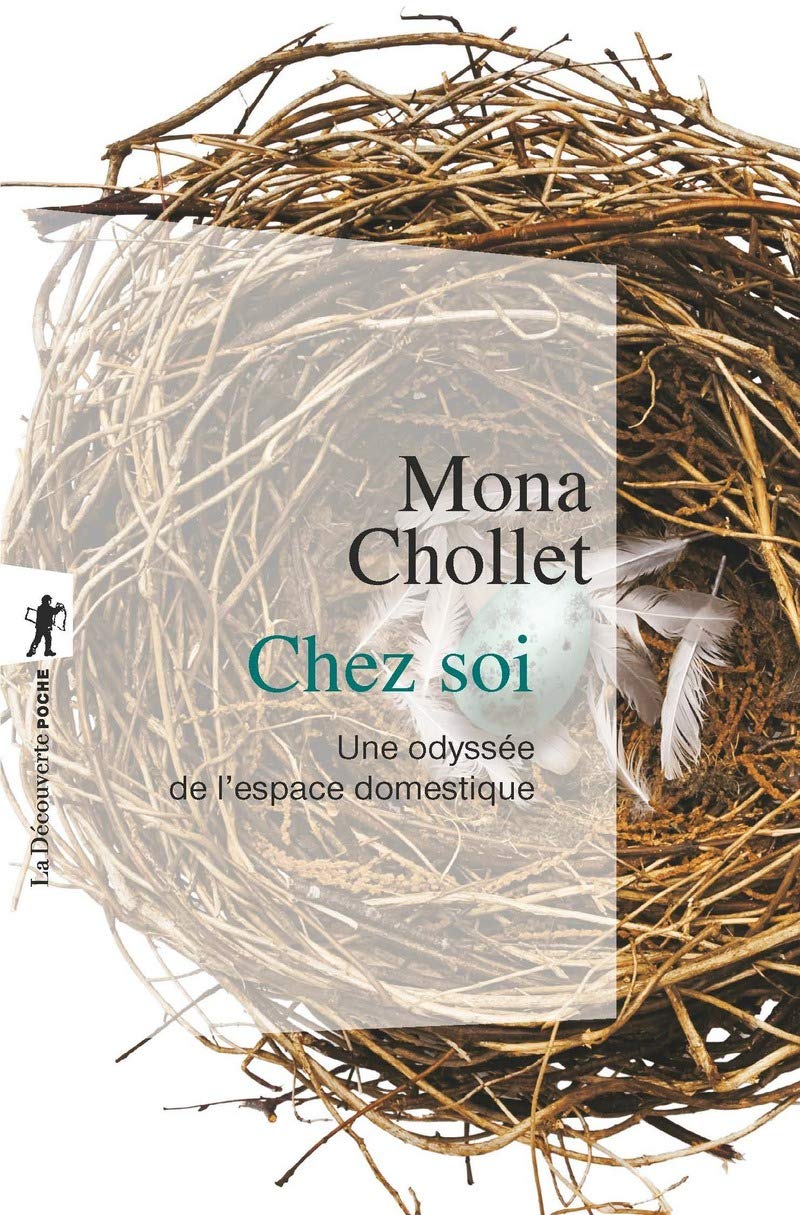 Mona
Chollet
Chez soi
Une odyssée
de l'espace domestique
La Découverte POCHE